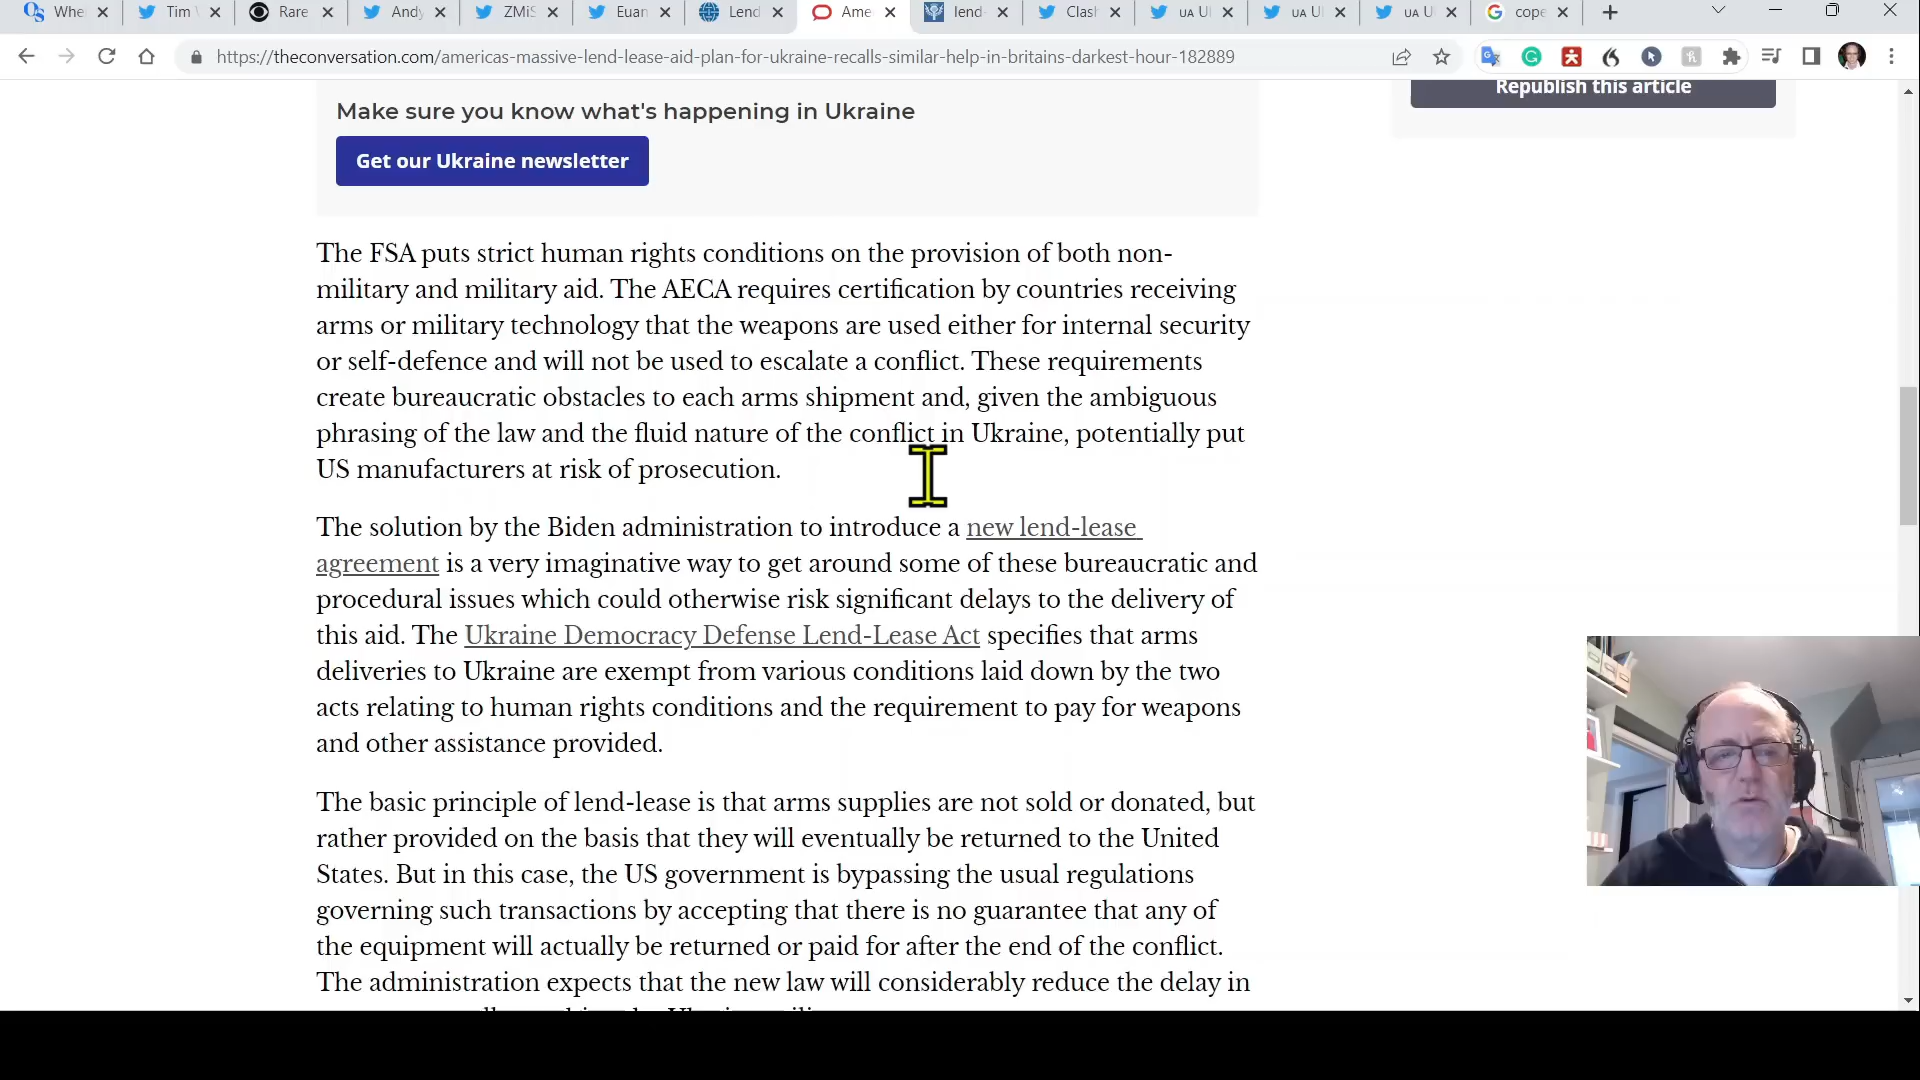 Whe
Tim
Rare
Andy
ZMiS
Euan
Lend
Ame
lend-
Clas
UA U
UA U
UA U
cope
https://theconversation.com/americas-massive-lend-lease-aid-plan-for-ukraine-recalls-similar-help-in-britains-darkest-hour-182889
Republish this article
Make sure you know what's happening in Ukraine
Get our Ukraine newsletter
The FSA puts strict human rights conditions on the provision of both non-
military and military aid. The AECA requires certification by countries receiving
arms or military technology that the weapons are used either for internal security
or self-defence and will not be used to escalate a conflict. These requirements
create bureaucratic obstacles to each arms shipment and, given the ambiguous
phrasing of the law and the fluid nature of the conflict in Ukraine, potentially put
US manufacturers at risk of prosecution.
The solution by the Biden administration to introduce a new lend-lease
agreement is a very imaginative way to get around some of these bureaucratic and
procedural issues which could otherwise risk significant delays to the delivery of
this aid. The Ukraine Democracy Defense Lend-Lease Act specifies that arms
deliveries to Ukraine are exempt from various conditions laid down by the two
acts relating to human rights conditions and the requirement to pay for weapons
and other assistance provided.
The basic principle of lend-lease is that arms supplies are not sold or donated, but
rather provided on the basis that they will eventually be returned to the United
States. But in this case, the US government is bypassing the usual regulations
governing such transactions by accepting that there is no guarantee that any of
the equipment will actually be returned or paid for after the end of the conflict.
The administration expects that the new law will considerably reduce the delay in